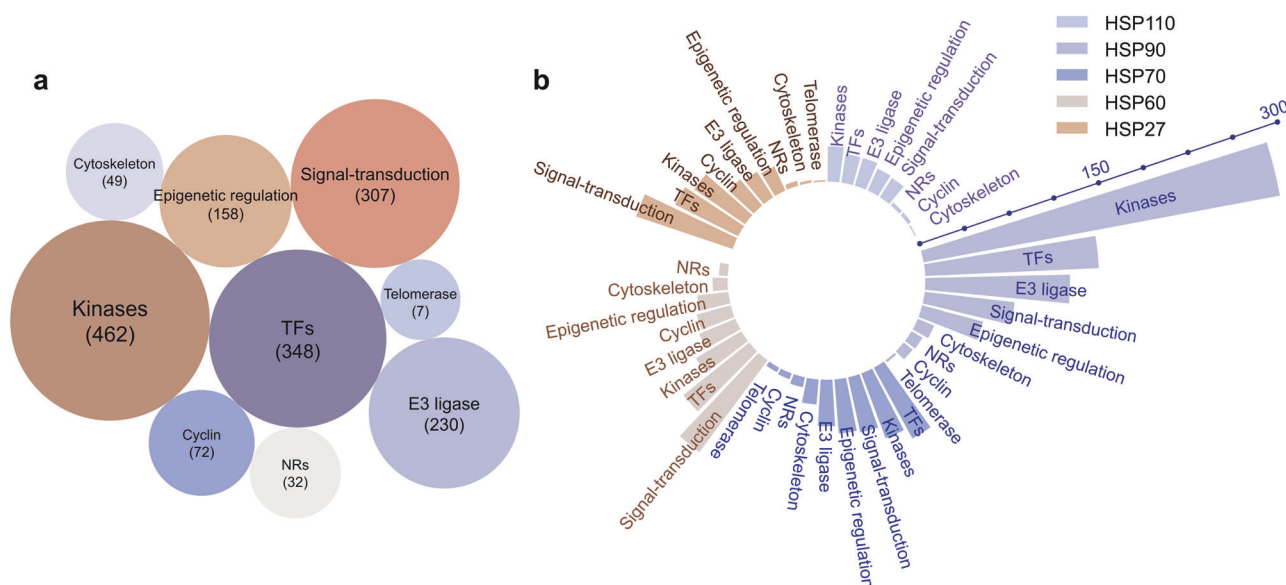 a
Cytoskeleton
(49)
Epigenetic regulation
(158)
Signal-transduction
(307)
Kinases
(462)
TFs
(348)
Telomerase
(7)
E3 ligase
(230)
Cyclin
(72)
NRs
(32)
b
HSP110
HSP90
HSP70
HSP60
HSP27
Kinases
TFs
E3 ligase
Epigenetic regulation
Signal-transduction
NRs
Cyclin
Cytoskeleton
150
300
Kinases
TFs
E3 ligase
Signal-transduction
Epigenetic regulation
Cytoskeleton
NRs
Cyclin
Telomerase
TFs
Kinases
Signal-transduction
Epigenetic regulation
E3 ligase
Cytoskeleton
NRs
Cyclin
Telomerase
Signal-transduction
TFs
Kinases
E3 ligase
Cyclin
Epigenetic regulation
Cytoskeleton
NRs
Signal-transduction
TFs
Kinases
Cyclin
E3 ligase
Epigenetic regulation
NRs
Cytoskeleton
Telomerase